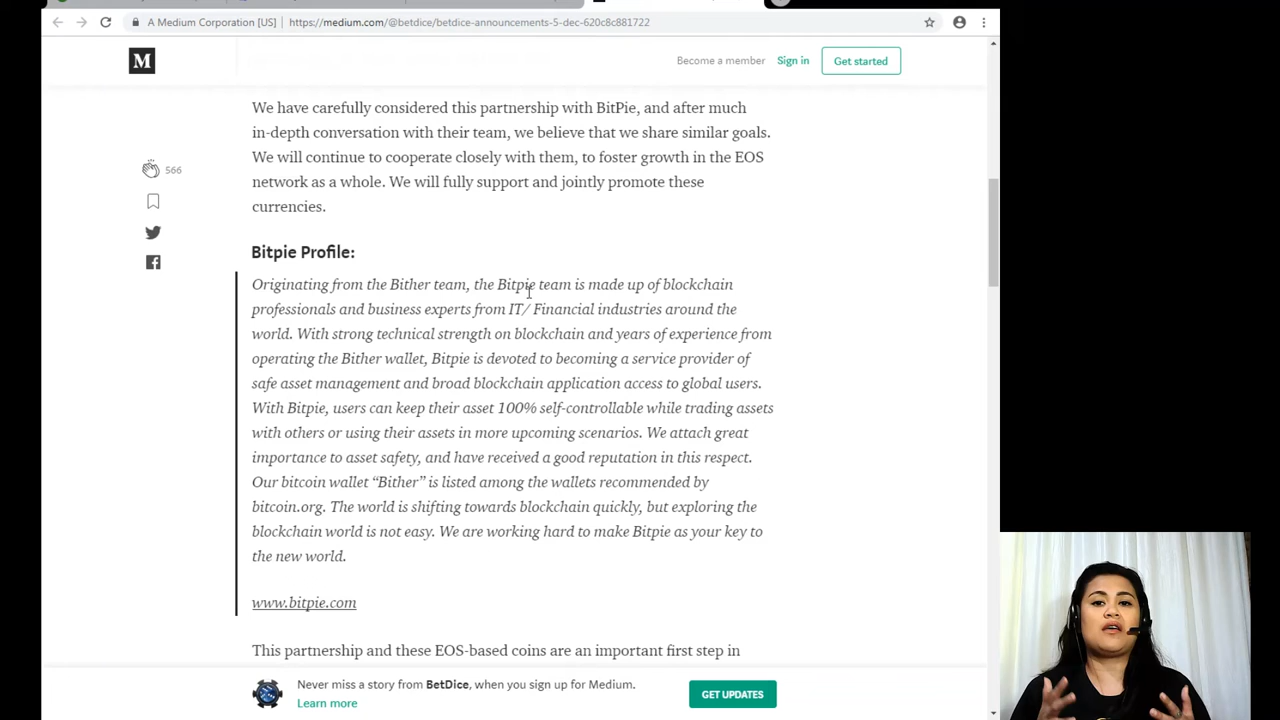 A Medium Corporation [US]
https://medium.com/@betdice/betdice-announcements-5-dec-620c8c881722
M
Become a member
Sign in
Get started
We have carefully considered this partnership with BitPie, and after much
in-depth conversation with their team, we believe that we share similar goals.
We will continue to cooperate closely with them, to foster growth in the EOS
network as a whole. We will fully support and jointly promote these
currencies.
566
Bitpie Profile:
Originating from the Bither team, the Bitpie team is made up of blockchain
professionals and business experts from IT/ Financial industries around the
world. With strong technical strength on blockchain and years of experience from
operating the Bither wallet, Bitpie is devoted to becoming a service provider of
safe asset management and broad blockchain application access to global users.
With Bitpie, users can keep their asset 100% self-controllable while trading assets
with others or using their assets in more upcoming scenarios. We attach great
importance to asset safety, and have received a good reputation in this respect.
Our bitcoin wallet “Bither” is listed among the wallets recommended by
bitcoin.org. The world is shifting towards blockchain quickly, but exploring the
blockchain world is not easy. We are working hard to make Bitpie as your key to
the new world.
www.bitpie.com
This partnership and these EOS-based coins are an important first step in
Never miss a story from BetDice, when you sign up for Medium.
Learn more
GET UPDATES